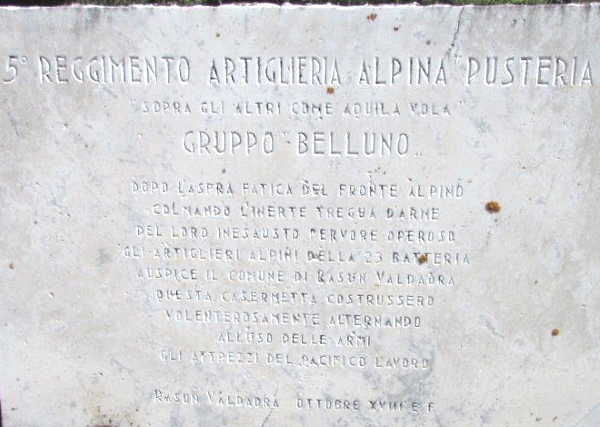 5° REGGIMENTO ARTIGLIERIA ALPINA "PUSTERIA
"SOPRA GLI ALTRI COME AQUILA VOLA"
GRUPPO "BELLUNO"
DOPO L'ASPRA FATICA DEL FRONTE ALPINO
COLMANDO L'INERTE TREGUA D'ARME
DEL LORO INESAUSTO FERVORE OPEROSO
GLI ARTIGLIERI ALPINI DELLA 23 BATTERIA
AUSPICE IL COMUNE DI RASUN VALDAORA
QUESTA CASERMETTA COSTRUSSERO
VOLENTEROSAMENTE ALTERNANDO
ALL'USO DELLE ARMI
GLI ATTREZZI DEL PACIFICO LAVORO
RASUN VALDAORA OTTOBRE XVIII E F